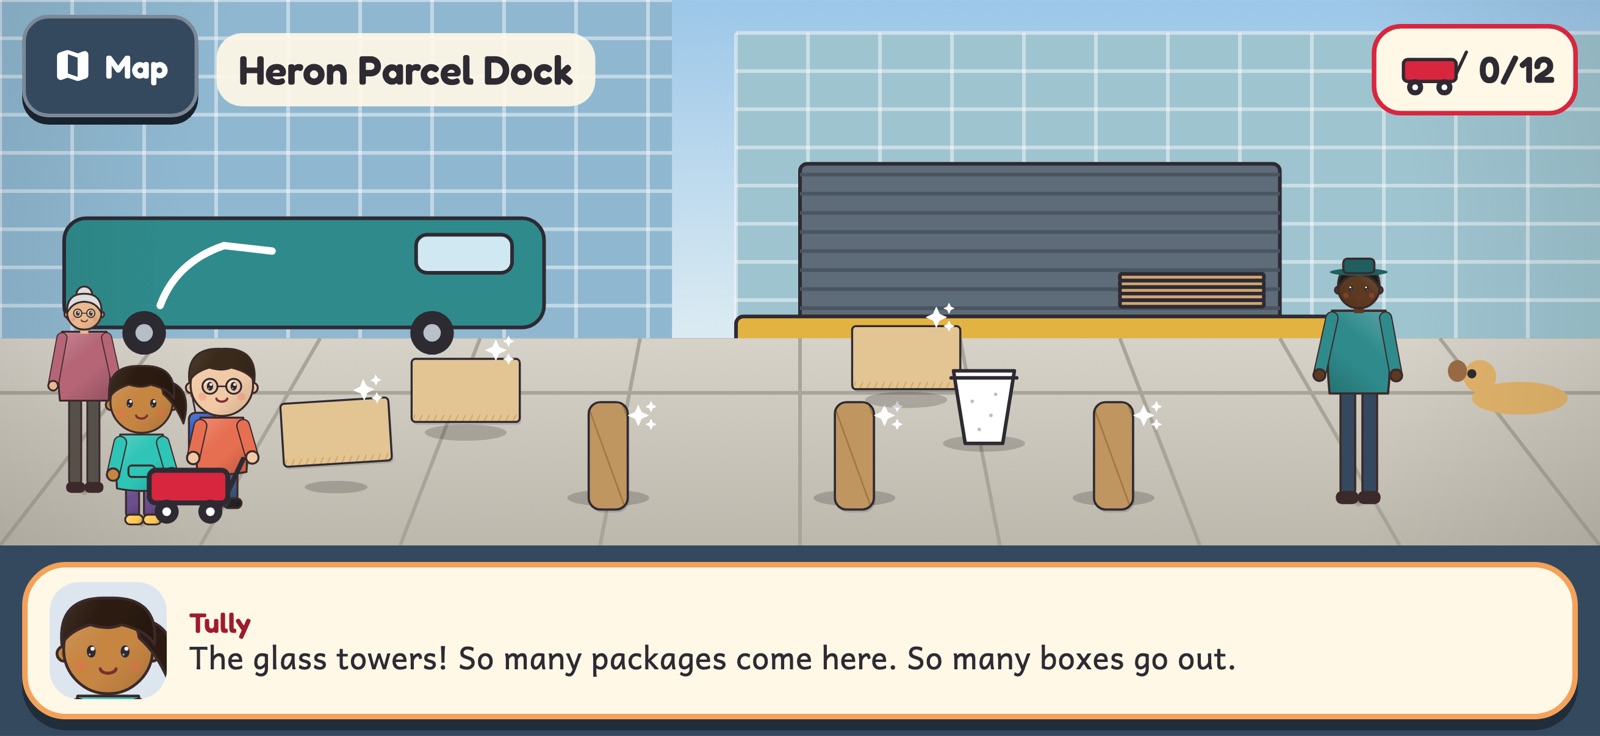 Map
Heron Parcel Dock
0/12
Tully
The glass towers! So many packages come here. So many boxes go out.